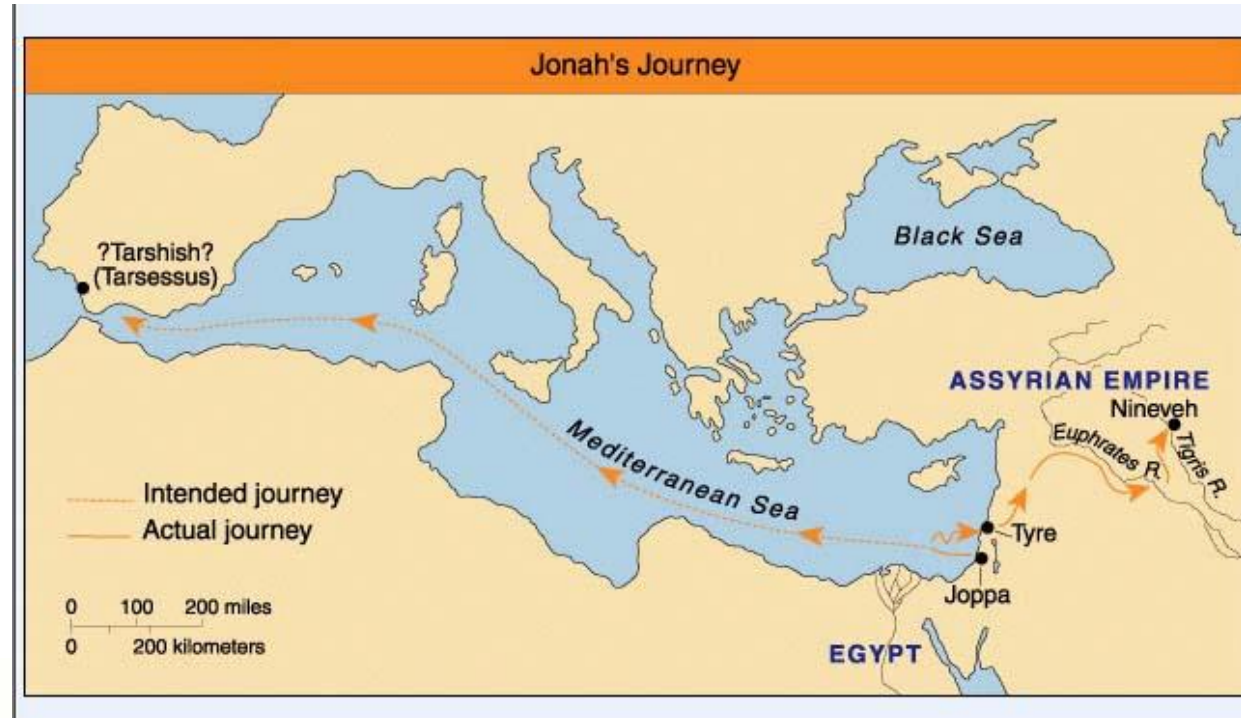 Jonah's Journey
Black Sea
?Tarshish?
(Tarsessus)
ASSYRIAN EMPIRE
Nineveh
Euphrates R.
Tigris R.
Mediterranean Sea
Intended journey
Actual journey
Tyre
Joppa
0 100 200 miles
0 200 kilometers
EGYPT